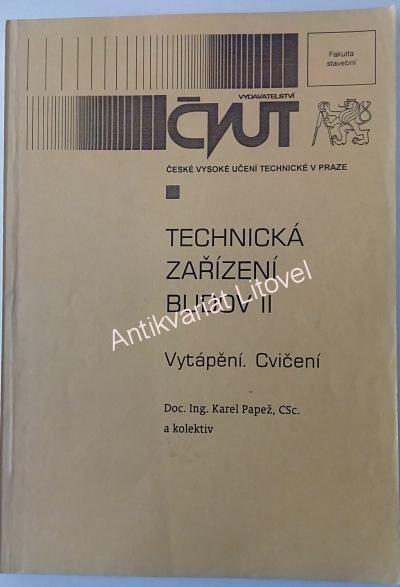 Fakulta
stavební
VYDAVATELSTVÍ
ČVUT
ČESKÉ VYSOKÉ UČENÍ TECHNICKÉ V PRAZE
TECHNICKÁ
ZAŘÍZENÍ
BUDOV II
Antikvariát Litovel
Vytápění. Cvičení
Doc. Ing. Karel Papež, CSc.
a kolektiv